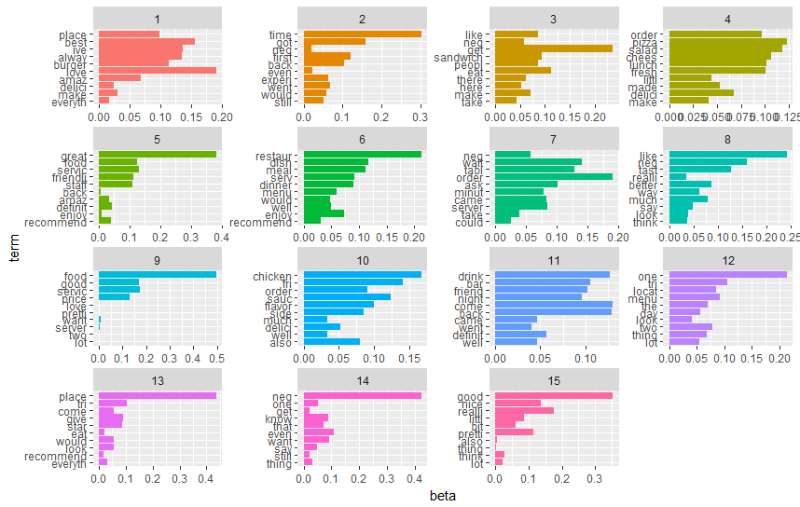 1
place
best
ive
alway
burger
love
amaz
delici
make
everyth
0.00 0.05 0.10 0.15 0.20
2
time
got
neg
first
back
even
experi
went
would
still
0.0 0.1 0.2 0.3
3
like
neg
get
sandwich
peopl
eat
there
here
make
take
0.00 0.05 0.10 0.15 0.20
4
order
pizza
salad
chees
lunch
fresh
littl
made
delici
make
0.000 0.025 0.050 0.075 0.100 0.125
5
great
food
servic
friendli
staff
back
amaz
definit
enjoy
recommend
0.0 0.1 0.2 0.3 0.4
6
restaur
dish
meal
serv
dinner
menu
would
well
enjoy
recommend
0.00 0.05 0.10 0.15 0.20
7
neg
wait
tabl
order
ask
minut
came
server
take
could
0.00 0.05 0.10 0.15 0.20
8
like
neg
tast
realli
better
way
much
say
look
think
0.00 0.05 0.10 0.15 0.20 0.25
9
food
good
servic
price
love
pretti
want
server
two
lot
0.0 0.1 0.2 0.3 0.4 0.5
10
chicken
fri
order
sauc
flavor
side
much
delici
well
also
0.00 0.05 0.10 0.15
11
drink
bar
friend
night
come
back
came
went
definit
well
0.00 0.05 0.10
12
one
tri
local
menu
the
day
look
two
thing
lot
0.00 0.05 0.10 0.15 0.20
13
place
tri
come
give
star
eat
would
look
recommend
everyth
0.0 0.1 0.2 0.3 0.4
14
neg
one
get
know
that
even
want
say
still
thing
0.0 0.1 0.2 0.3 0.4
15
good
nice
realli
littl
bit
pretti
also
thing
think
lot
0.0 0.1 0.2 0.3
term
beta